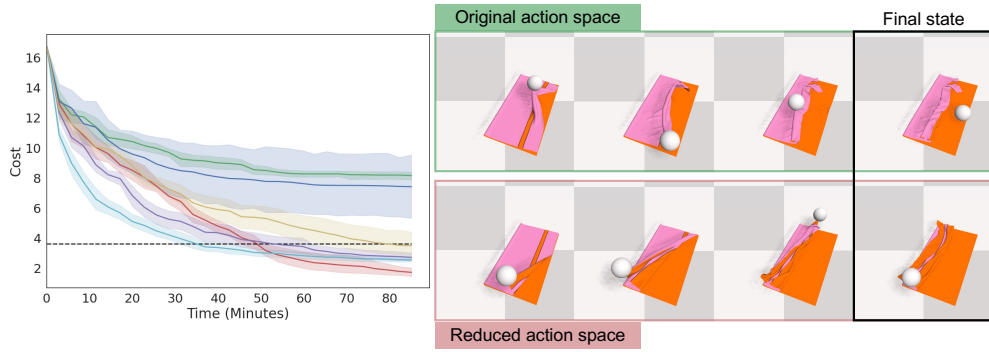 Original action space
Final state
Cost
16
14
12
10
8
6
4
2
0 10 20 30 40 50 60 70 80
Time (Minutes)
Reduced action space